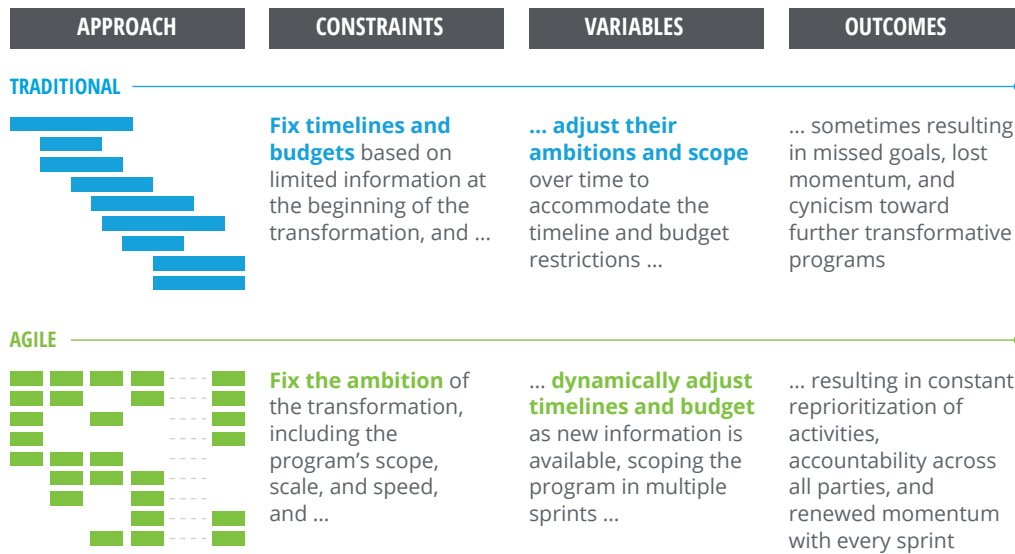 APPROACH
CONSTRAINTS
VARIABLES
OUTCOMES
TRADITIONAL
Fix timelines and
budgets based on
limited information at
the beginning of the
transformation, and ...
... adjust their
ambitions and scope
over time to
accommodate the
timeline and budget
restrictions ...
... sometimes resulting
in missed goals, lost
momentum, and
cynicism toward
further transformative
programs
AGILE
Fix the ambition of
the transformation,
including the
program’s scope,
scale, and speed,
and ...
... dynamically adjust
timelines and budget
as new information is
available, scoping the
program in multiple
sprints ...
... resulting in constant
reprioritization of
activities,
accountability across
all parties, and
renewed momentum
with every sprint